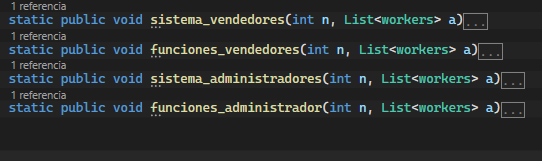 1 referencia
static public void sistema_vendedores(int n, List<workers> a)...
1 referencia
static public void funciones_vendedores(int n, List<workers> a)...
1 referencia
static public void sistema_administradores(int n, List<workers> a)...
1 referencia
static public void funciones_administrador(int n, List<workers> a)...